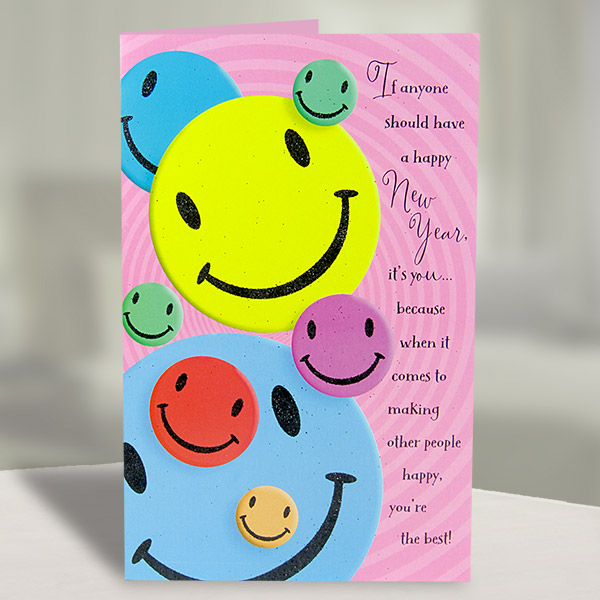 If anyone
should have
a happy
New
Year,
it's you...
because
when it
comes to
making
other people
happy,
you're
the best!